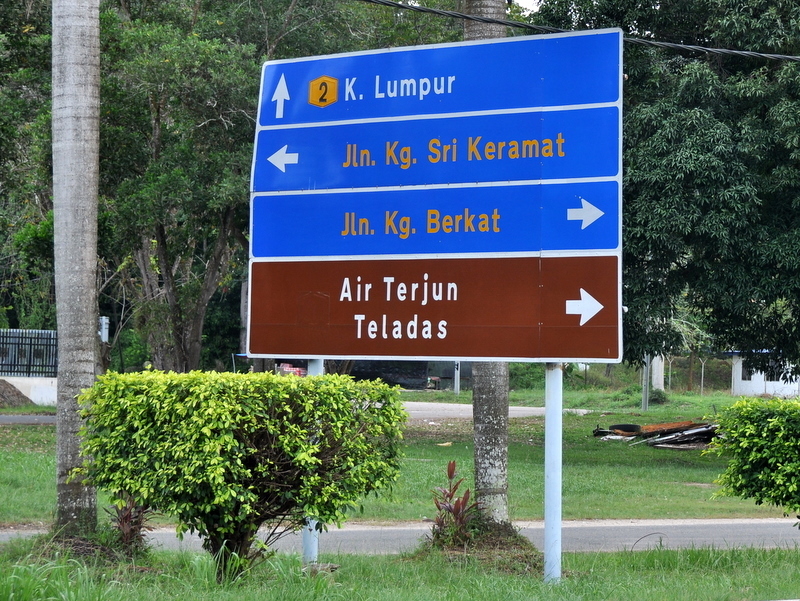 2 K. Lumpur
Jln. Kg. Sri Keramat
Jln. Kg. Berkat
Air Terjun
Teladas